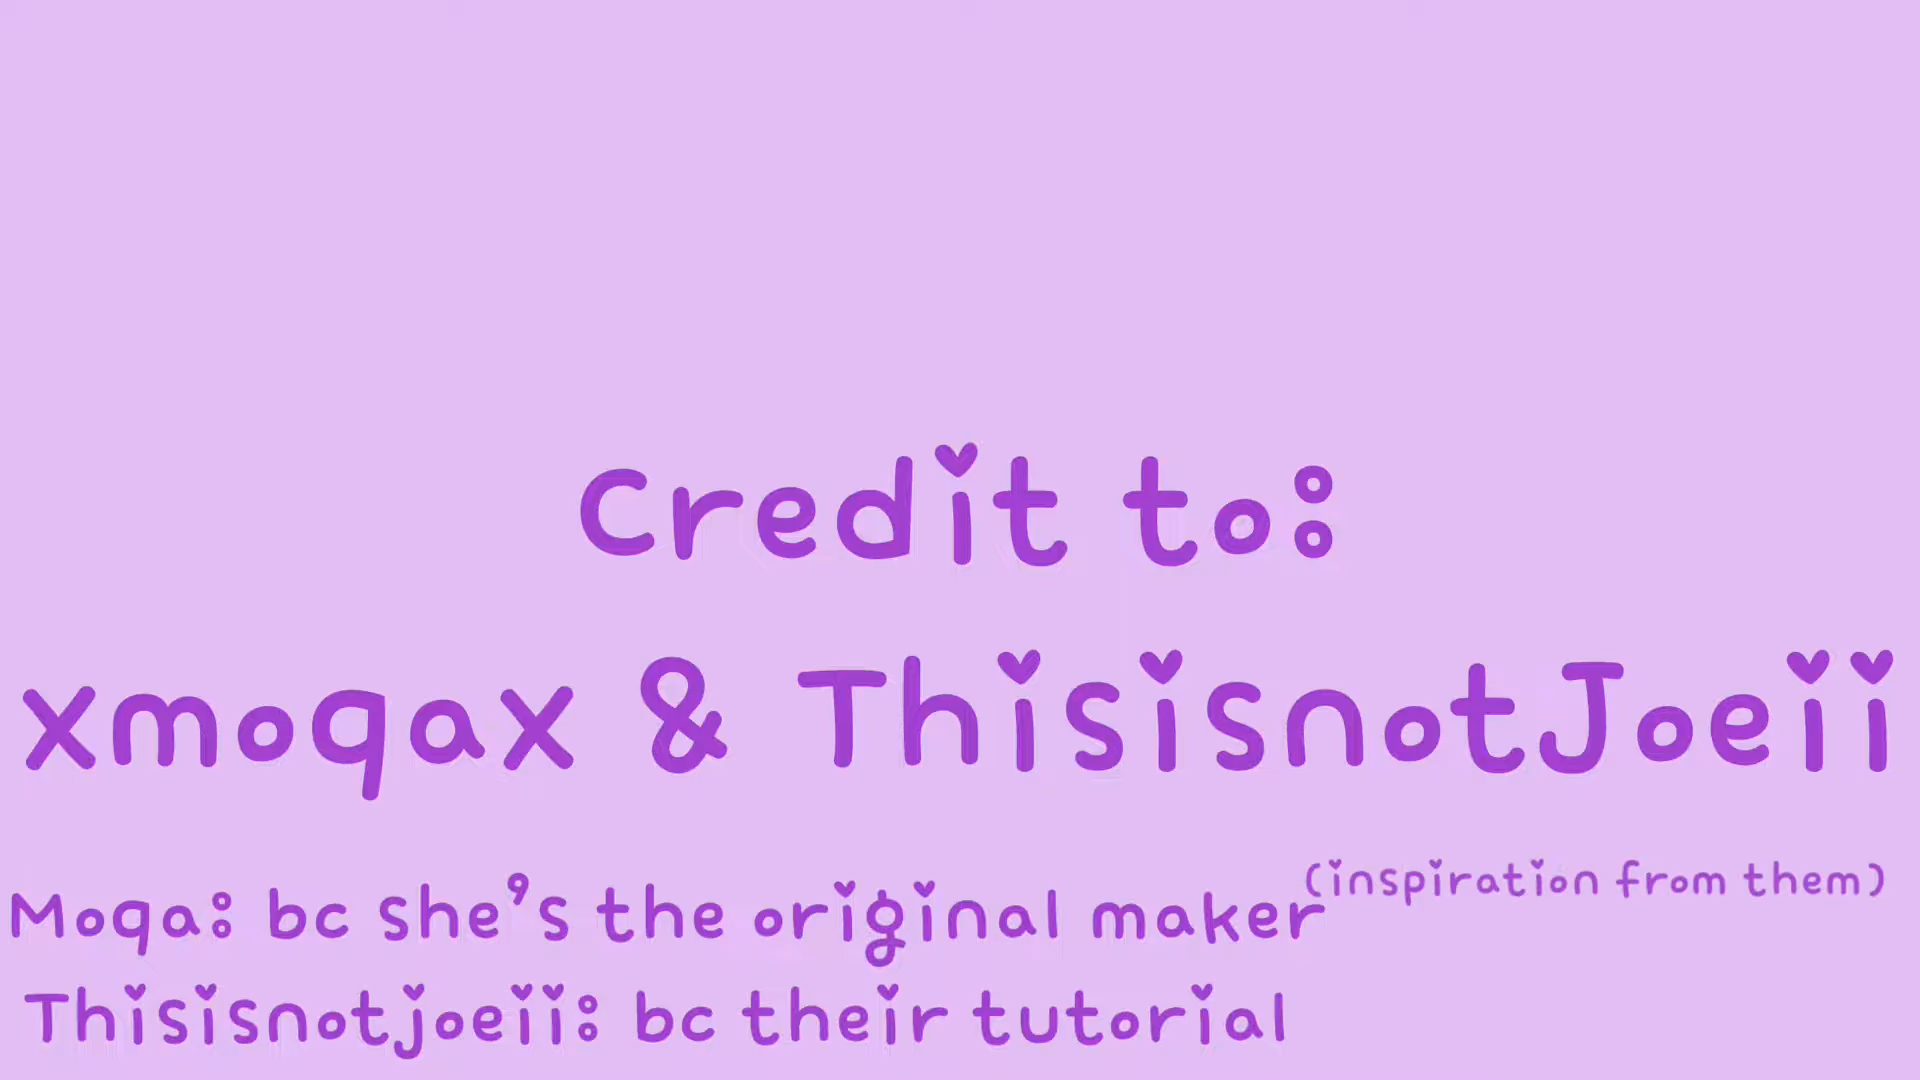 Credit to:
xmoqax & ThisisnotJoeii
(inspiration from them)
Moqa: bc she's the original maker
Thisisnotjoeii: bc their tutorial